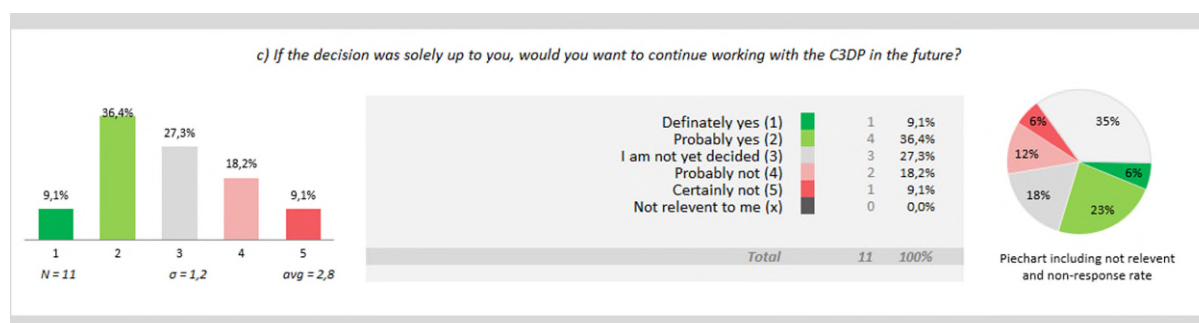 c) If the decision was solely up to you, would you want to continue working with the C3DP in the future?
9,1%
36,4%
27,3%
18,2%
9,1%
1 2 3 4 5
N = 11 σ = 1,2 avg = 2,8
Definately yes (1) 1 9,1%
Probably yes (2) 4 36,4%
I am not yet decided (3) 3 27,3%
Probably not (4) 2 18,2%
Certainly not (5) 1 9,1%
Not relevent to me (x) 0 0,0%
Total 11 100%
6%
35%
12%
6%
18%
23%
Piechart including not relevent
and non-response rate